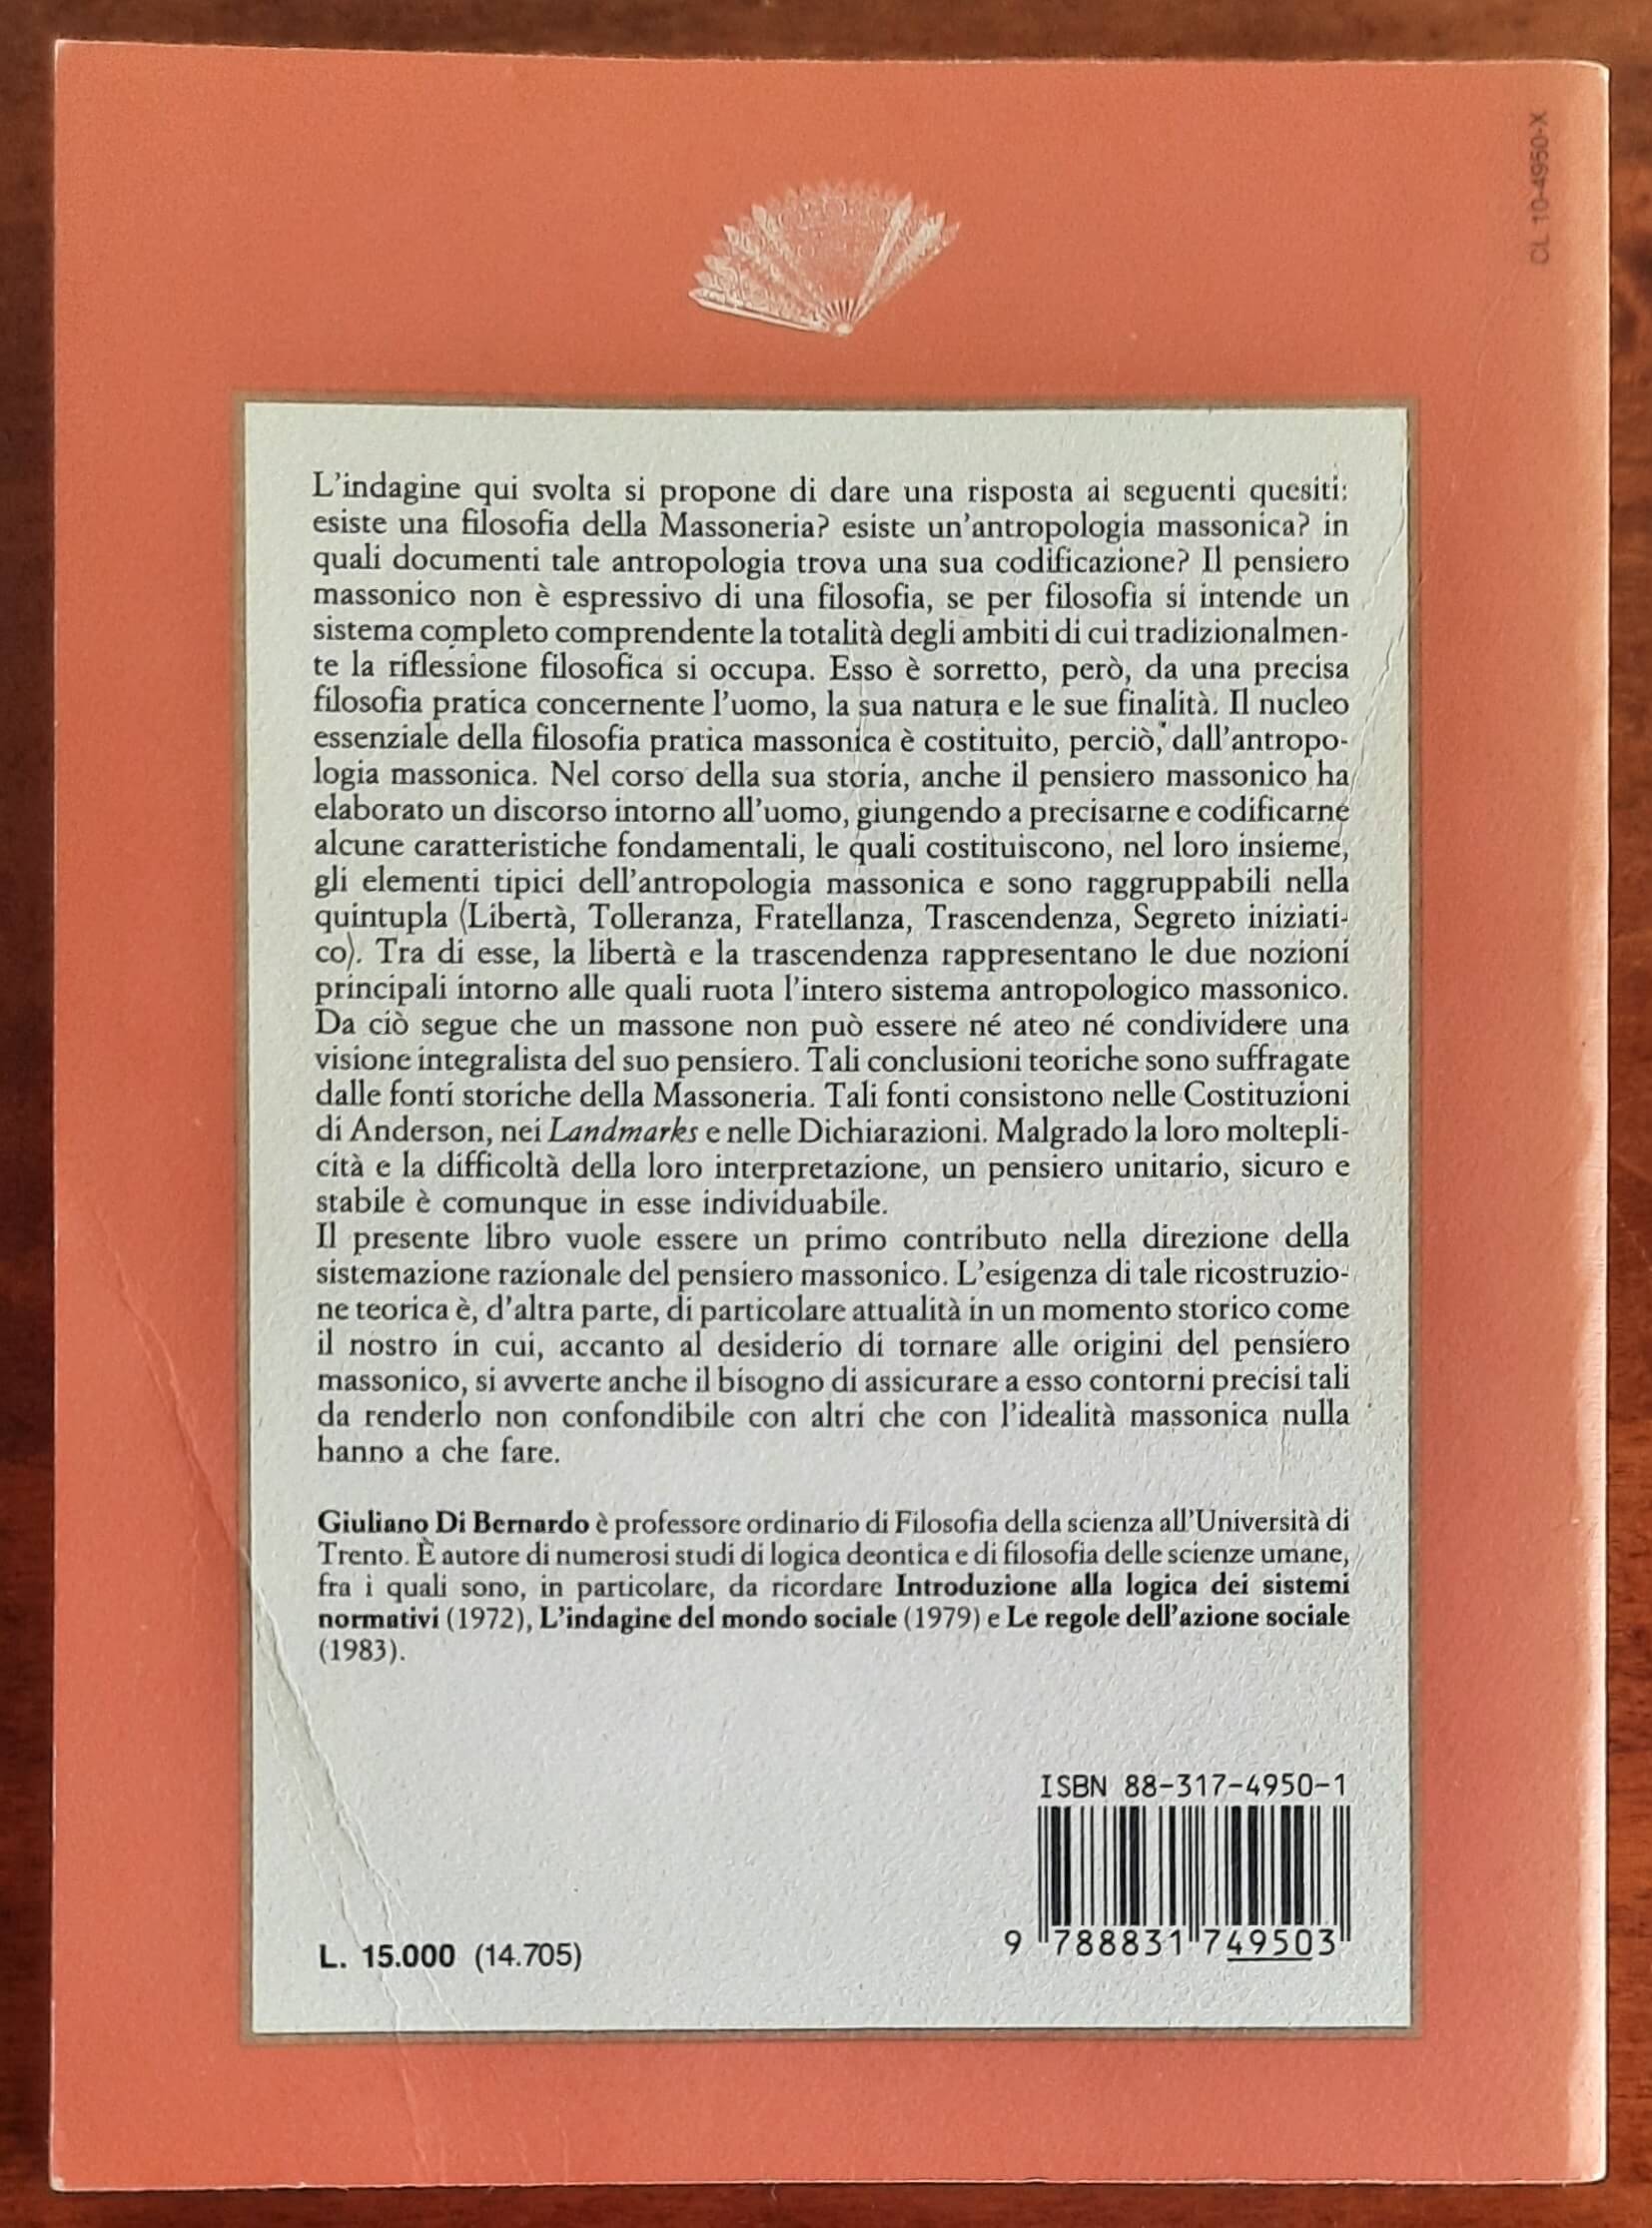 CL 10-4950-X
L'indagine qui svolta si propone di dare una risposta ai seguenti quesiti:
esiste una filosofia della Massoneria? esiste un'antropologia massonica? in
quali documenti tale antropologia trova una sua codificazione? Il pensiero
massonico non è espressivo di una filosofia, se per filosofia si intende un
sistema completo comprendente la totalità degli ambiti di cui tradizionalmen-
te la riflessione filosofica si occupa. Esso è sorretto, però, da una precisa
filosofia pratica concernente l'uomo, la sua natura e le sue finalità. Il nucleo
essenziale della filosofia pratica massonica è costituito, perciò, dall'antropo-
logia massonica. Nel corso della sua storia, anche il pensiero massonico ha
elaborato un discorso intorno all'uomo, giungendo a precisarne e codificarne
alcune caratteristiche fondamentali, le quali costituiscono, nel loro insieme,
gli elementi tipici dell'antropologia massonica e sono raggruppabili nella
quintupla (Libertà, Tolleranza, Fratellanza, Trascendenza, Segreto iniziati-
co). Tra di esse, la libertà e la trascendenza rappresentano le due nozioni
principali intorno alle quali ruota l'intero sistema antropologico massonico.
Da ciò segue che un massone non può essere né ateo né condividere una
visione integralista del suo pensiero. Tali conclusioni teoriche sono suffragate
dalle fonti storiche della Massoneria. Tali fonti consistono nelle Costituzioni
di Anderson, nei Landmarks e nelle Dichiarazioni. Malgrado la loro moltepli-
cità e la difficoltà della loro interpretazione, un pensiero unitario, sicuro e
stabile è comunque in esse individuabile.
Il presente libro vuole essere un primo contributo nella direzione della
sistemazione razionale del pensiero massonico. L'esigenza di tale ricostruzio-
ne teorica è, d'altra parte, di particolare attualità in un momento storico come
il nostro in cui, accanto al desiderio di tornare alle origini del pensiero
massonico, si avverte anche il bisogno di assicurare a esso contorni precisi tali
da renderlo non confondibile con altri che con l'idealità massonica nulla
hanno a che fare.
Giuliano Di Bernardo è professore ordinario di Filosofia della scienza all'Università di
Trento. È autore di numerosi studi di logica deontica e di filosofia delle scienze umane,
fra i quali sono, in particolare, da ricordare Introduzione alla logica dei sistemi
normativi (1972), L'indagine del mondo sociale (1979) e Le regole dell'azione sociale
(1983).
ISBN 88-317-4950-1
9 788831 749503
L. 15.000 (14.705)